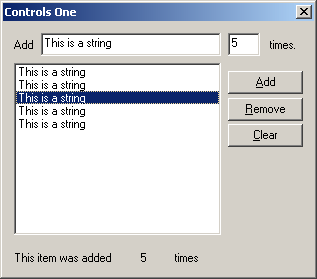 Controls One
Add This is a string 5 times.
This is a string
This is a string
This is a string
This is a string
This is a string
Add
Remove
Clear
This item was added 5 times